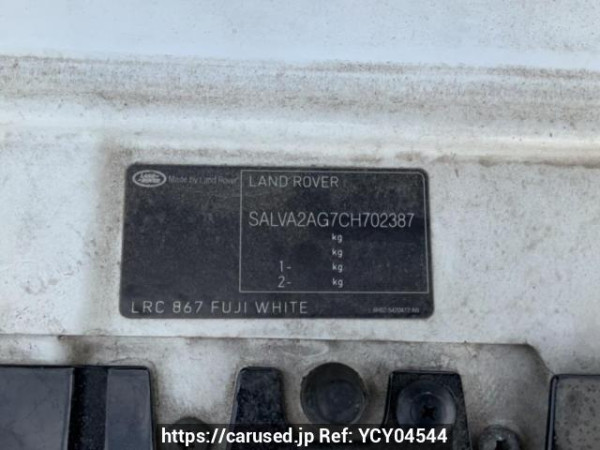 LAND ROVER
Made by Land Rover
LAND ROVER
SALVA2AG7CH702387
kg
kg
1- kg
2- kg
LRC 867 FUJI WHITE
https://carused.jp Ref: YCY04544